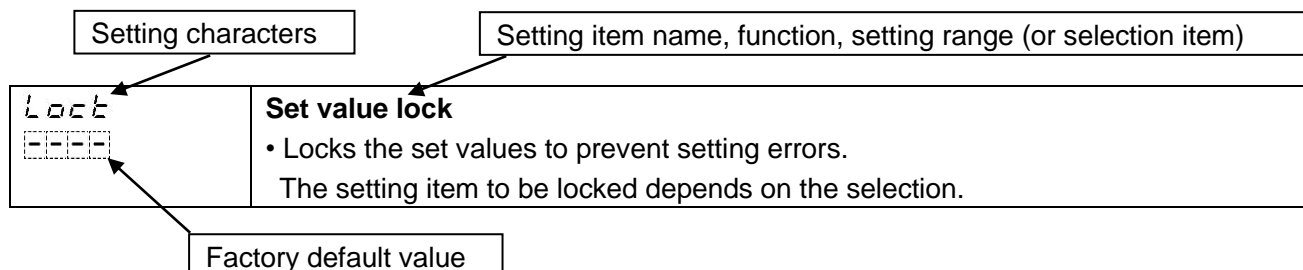 Setting characters
Setting item name, function, setting range (or selection item)
Lock
Set value lock
----
• Locks the set values to prevent setting errors.
The setting item to be locked depends on the selection.
Factory default value